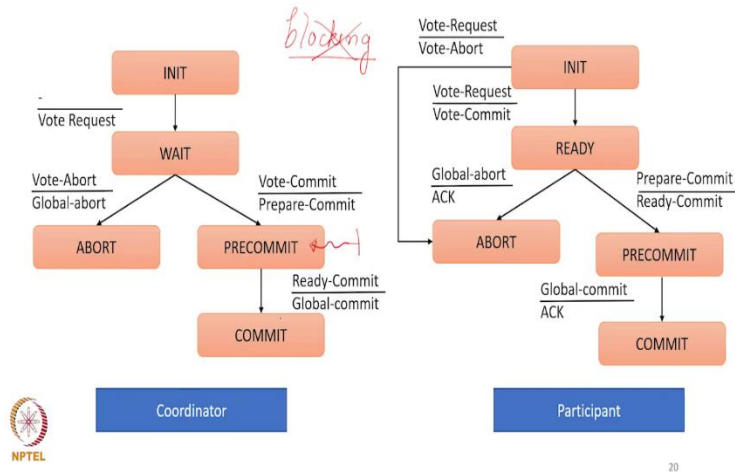 blocking
INIT
-
Vote Request
WAIT
Vote-Abort
Global-abort
Vote-Commit
Prepare-Commit
ABORT
PRECOMMIT
Ready-Commit
Global-commit
COMMIT
Coordinator
Vote-Request
Vote-Abort
INIT
Vote-Request
Vote-Commit
READY
Global-abort
ACK
Prepare-Commit
Ready-Commit
ABORT
PRECOMMIT
Global-commit
ACK
COMMIT
Participant
NPTEL
20